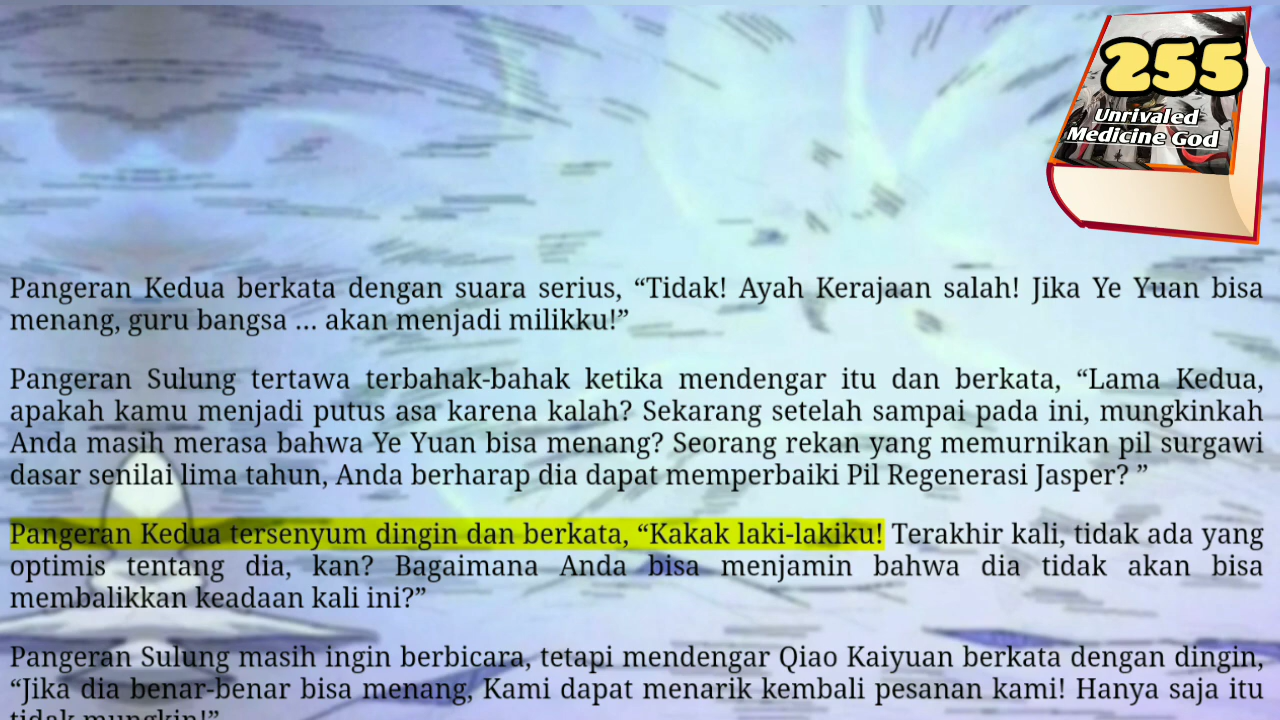 255
Unrivaled
Medicine God
Pangeran Kedua berkata dengan suara serius, “Tidak! Ayah Kerajaan salah! Jika Ye Yuan bisa
menang, guru bangsa ... akan menjadi milikku!”
Pangeran Sulung tertawa terbahak-bahak ketika mendengar itu dan berkata, “Lama Kedua,
apakah kamu menjadi putus asa karena kalah? Sekarang setelah sampai pada ini, mungkinkah
Anda masih merasa bahwa Ye Yuan bisa menang? Seorang rekan yang memurnikan pil surgawi
dasar senilai lima tahun, Anda berharap dia dapat memperbaiki Pil Regenerasi Jasper? ”
Pangeran Kedua tersenyum dingin dan berkata, “Kakak laki-lakiku! Terakhir kali, tidak ada yang
optimis tentang dia, kan? Bagaimana Anda bisa menjamin bahwa dia tidak akan bisa
membalikkan keadaan kali ini?”
Pangeran Sulung masih ingin berbicara, tetapi mendengar Qiao Kaiyuan berkata dengan dingin,
“Jika dia benar-benar bisa menang, Kami dapat menarik kembali pesanan kami! Hanya saja itu
tidak mungkin!”